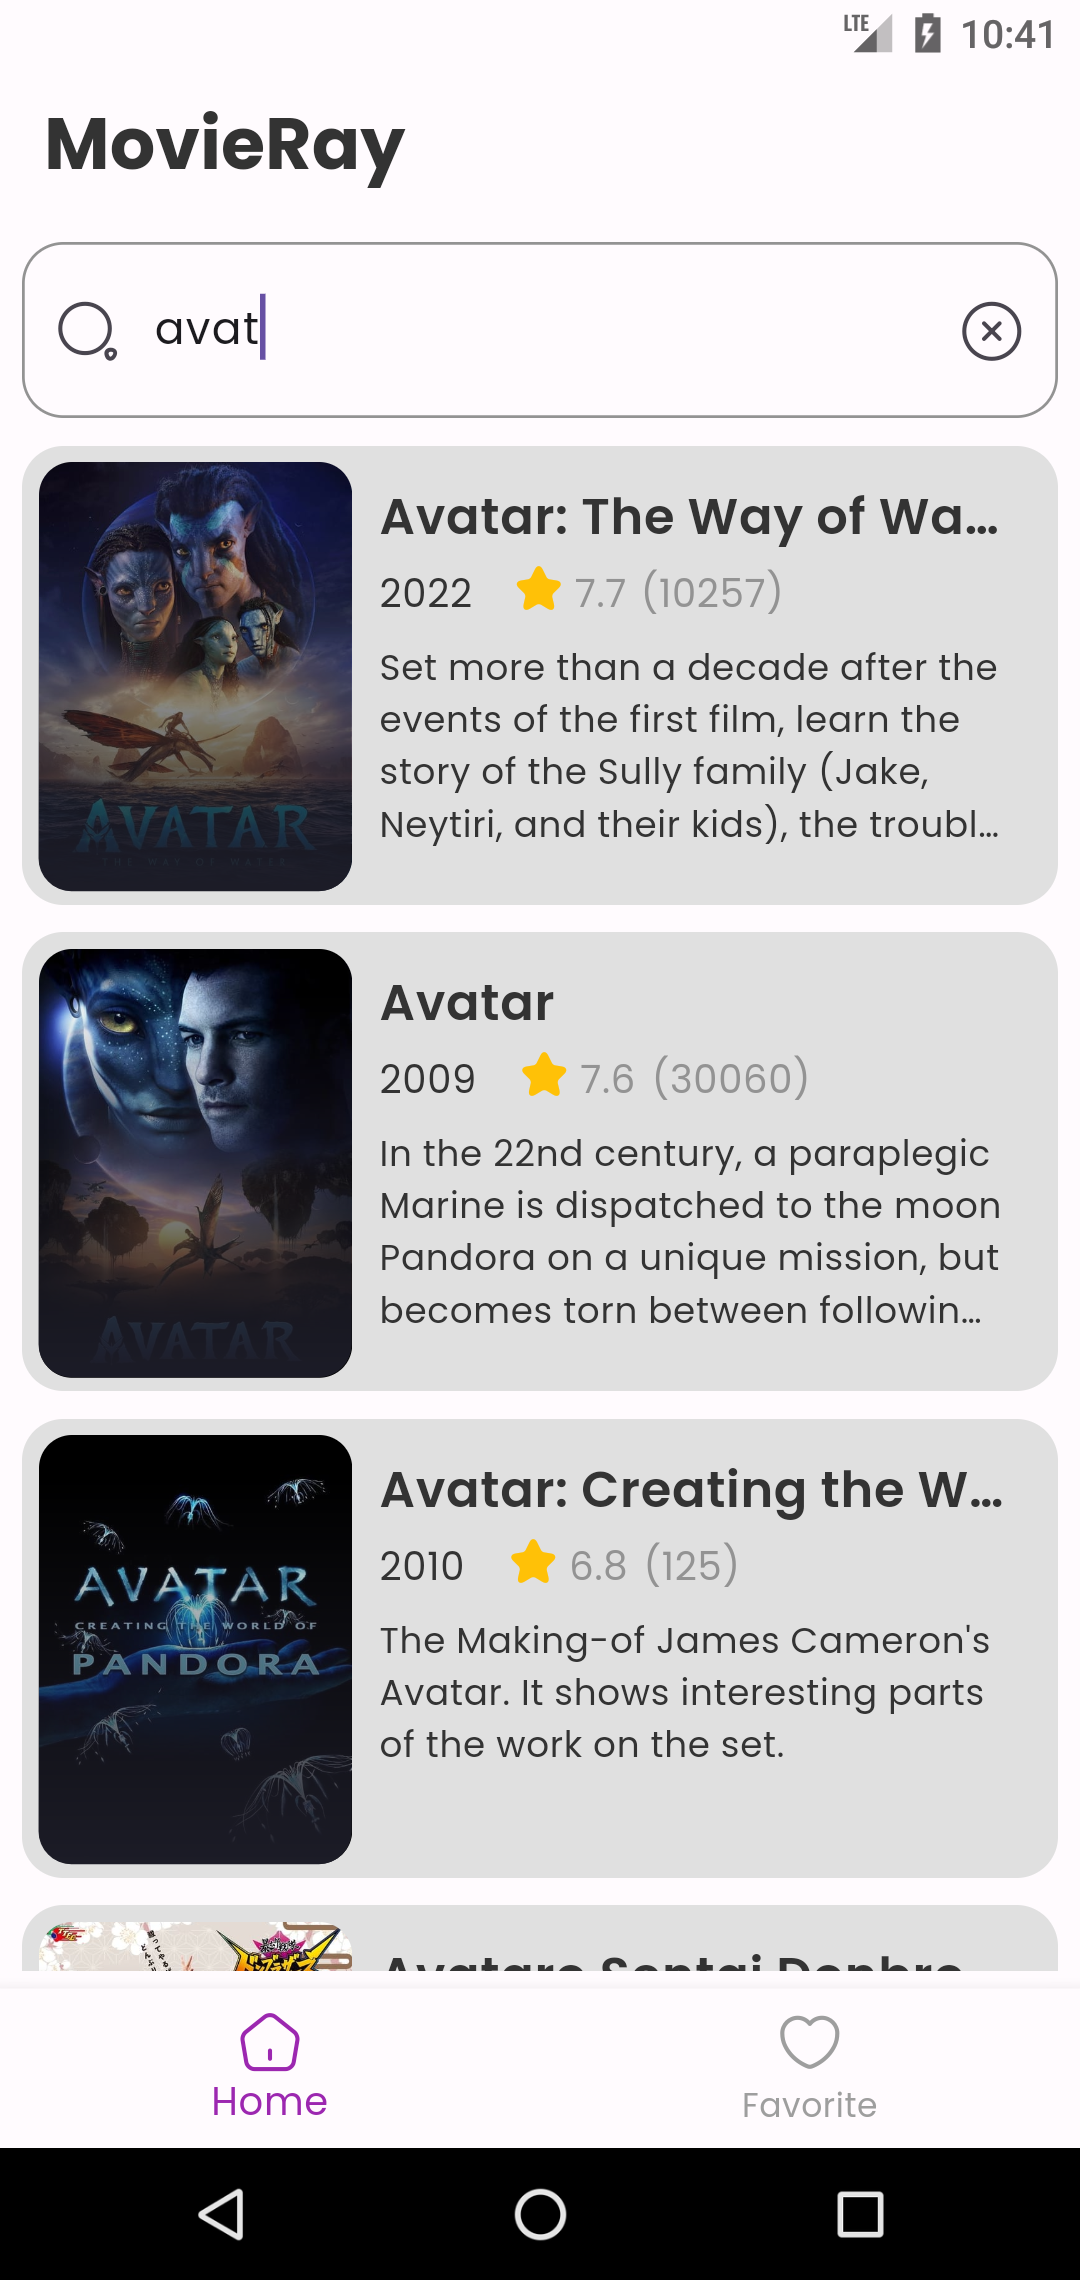 LTE 10:41
MovieRay
avat
Avatar: The Way of Wa...
2022 7.7 (10257)
Set more than a decade after the
events of the first film, learn the
story of the Sully family (Jake,
Neytiri, and their kids), the troubl...
AVATAR
THE WAY OF WATER
Avatar
2009 7.6 (30060)
In the 22nd century, a paraplegic
Marine is dispatched to the moon
Pandora on a unique mission, but
becomes torn between followin...
AVATAR
Avatar: Creating the W...
2010 6.8 (125)
The Making-of James Cameron's
Avatar. It shows interesting parts
of the work on the set.
AVATAR
CREATING THE WORLD OF
PANDORA
Home
Favorite